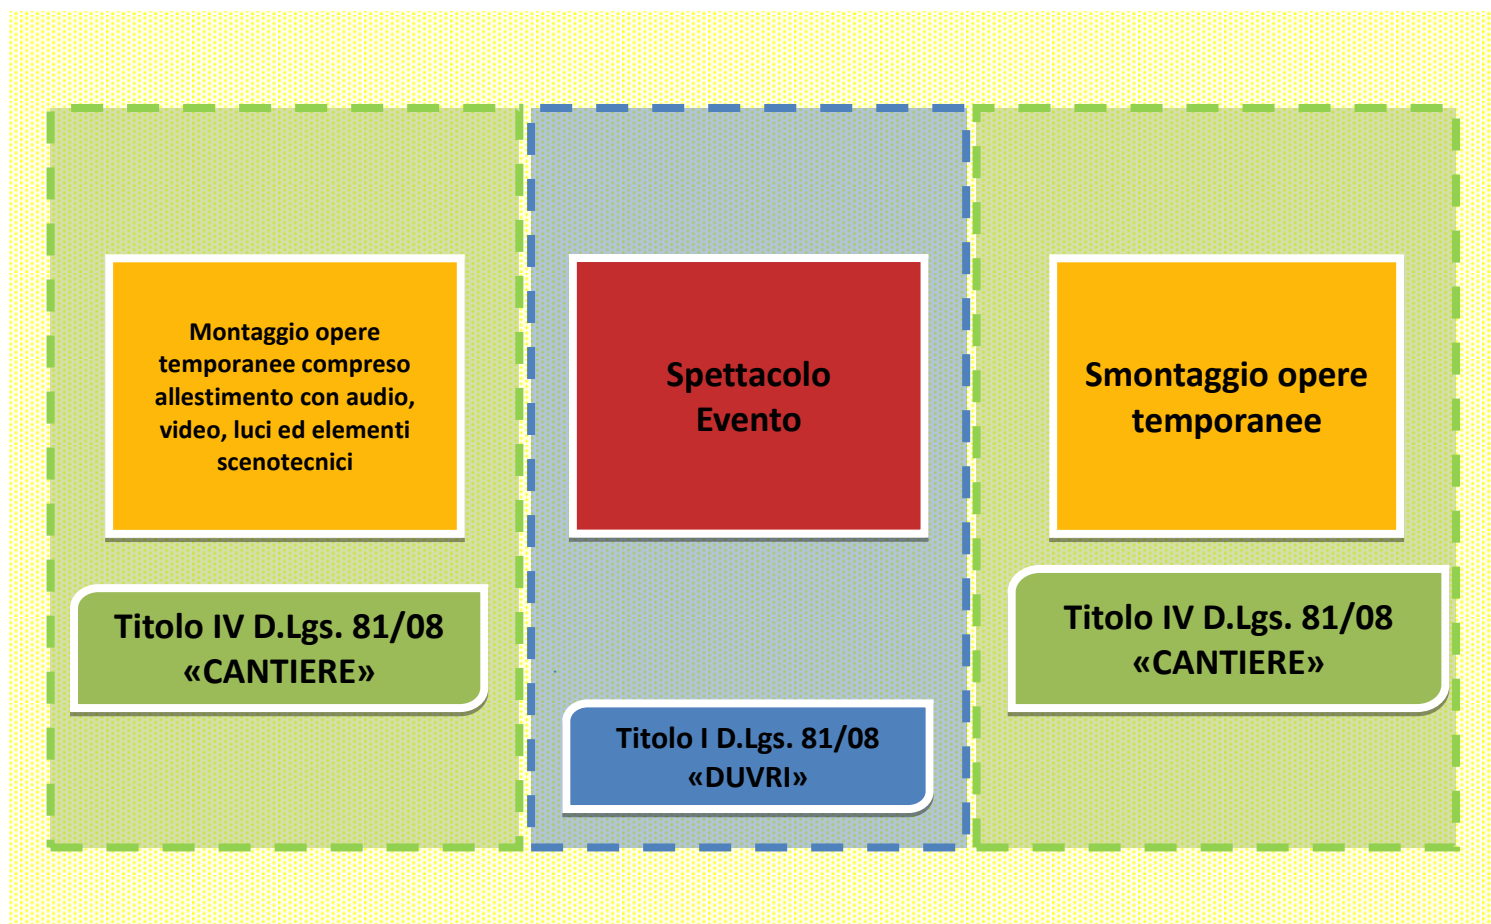 Montaggio opere
temporanee compreso
allestimento con audio,
video, luci ed elementi
scenotecnici
Titolo IV D.Lgs. 81/08
«CANTIERE»
Spettacolo
Evento
Titolo I D.Lgs. 81/08
«DUVRI»
Smontaggio opere
temporanee
Titolo IV D.Lgs. 81/08
«CANTIERE»